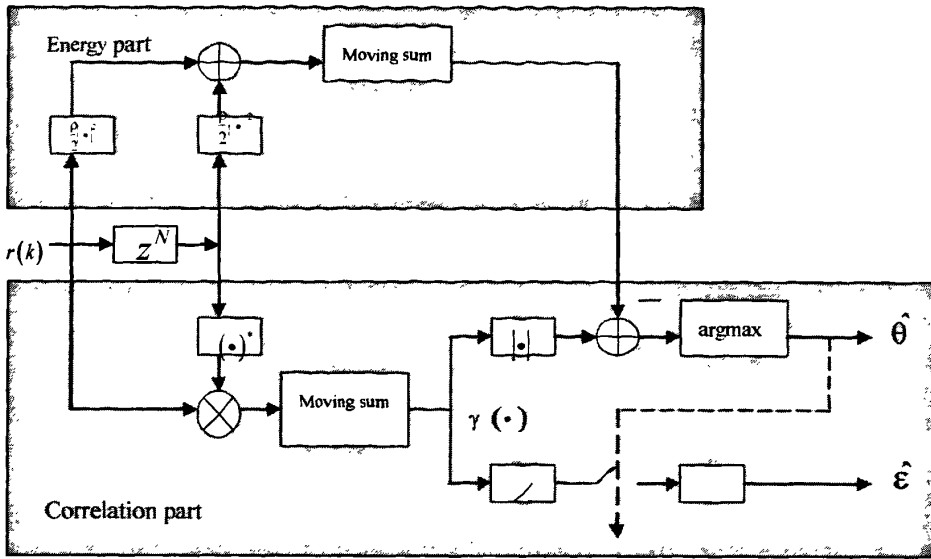 Energy part
Moving sum
r(k)
z^N
(•)*
|•|
argmax
θ̂
Moving sum
γ (•)
ε̂
Correlation part